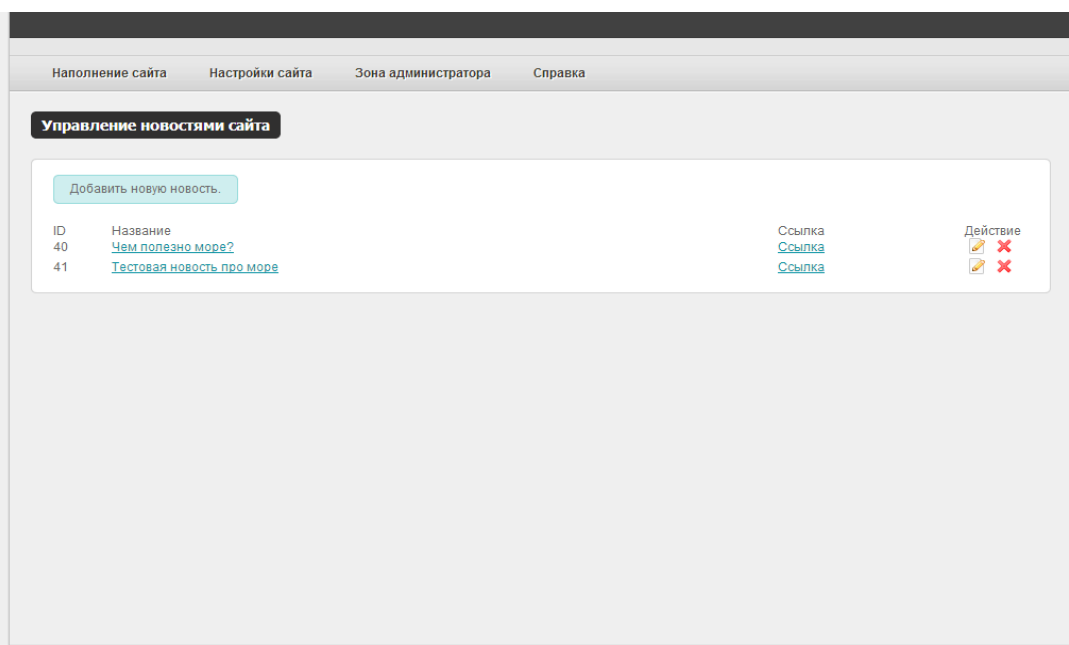 Наполнение сайта Настройки сайта Зона администратора Справка
Управление новостями сайта
Добавить новую новость.
ID Название Ссылка Действие
40 Чем полезно море? Ссылка
41 Тестовая новость про море Ссылка